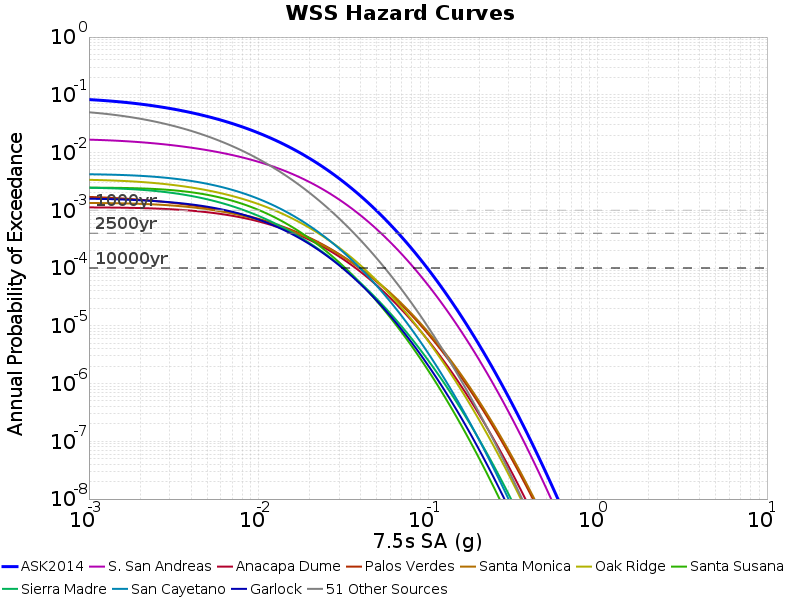 WSS Hazard Curves
Annual Probability of Exceedance
10^0
10^-1
10^-2
10^-3
10^-4
10^-5
10^-6
10^-7
10^-8
1000yr
2500yr
10000yr
10^-3 10^-2 10^-1 10^0 10^1
7.5s SA (g)
ASK2014 S. San Andreas Anacapa Dume Palos Verdes Santa Monica Oak Ridge Santa Susana
Sierra Madre San Cayetano Garlock 51 Other Sources